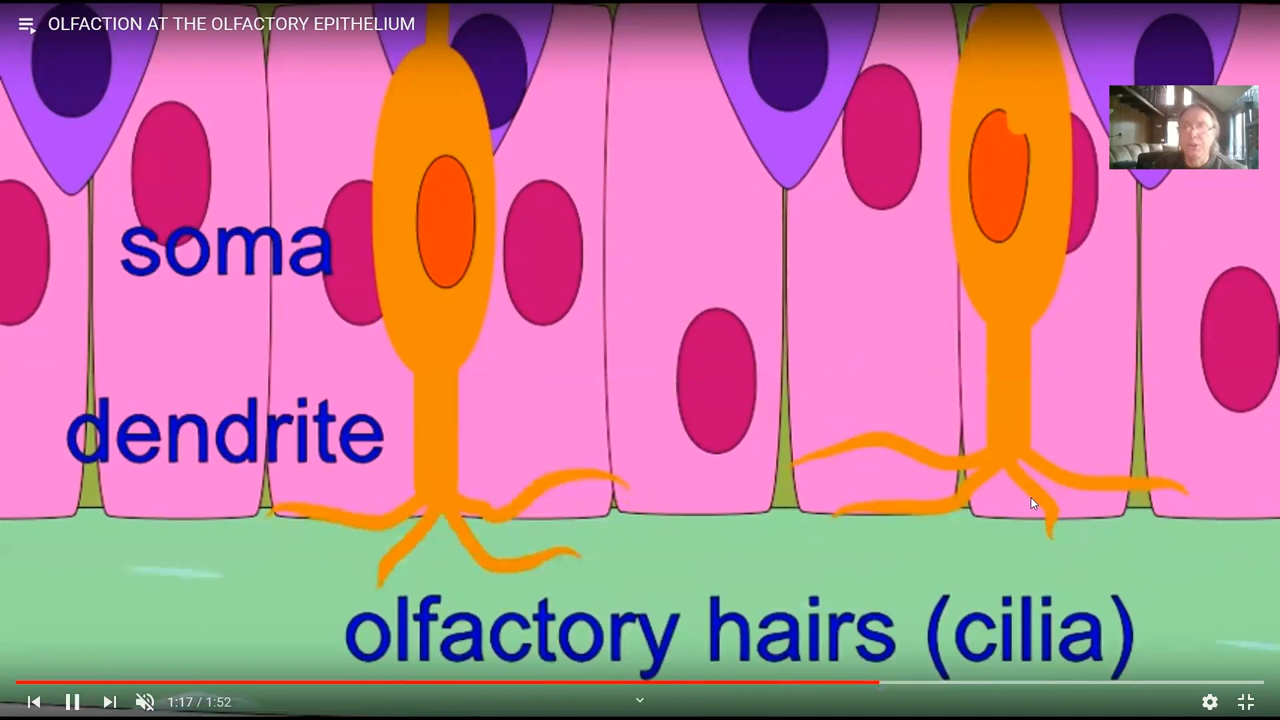 OLFACTION AT THE OLFACTORY EPITHELIUM
soma
dendrite
olfactory hairs (cilia)
1:17 / 1:52